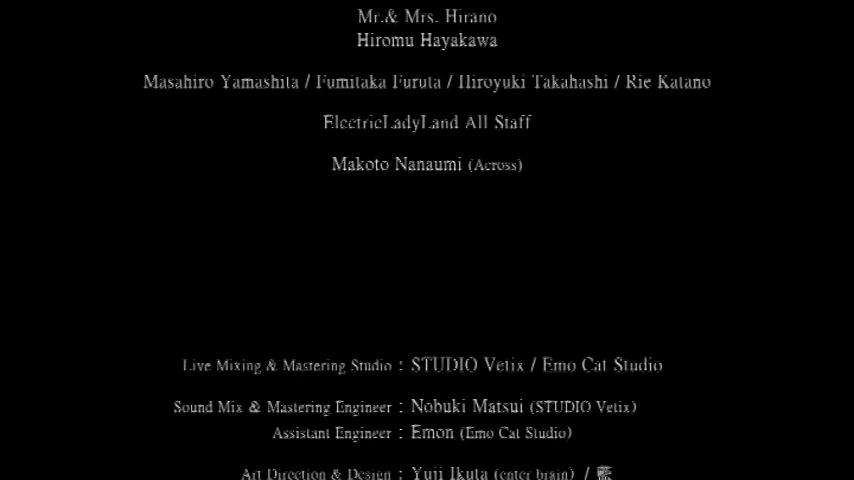 Mr.& Mrs. Hirano
Hiromu Hayakawa
Masahiro Yamashita / Fumitaka Furuta / Hiroyuki Takahashi / Rie Katano
ElectricLadyLand All Staff
Makoto Nanaumi (Across)
Live Mixing & Mastering Studio : STUDIO Vetix / Emo Cat Studio
Sound Mix & Mastering Engineer : Nobuki Matsui (STUDIO Vetix)
Assistant Engineer : Emon (Emo Cat Studio)
Art Direction & Design : Yuji Ikuta (enter brain) / 藍